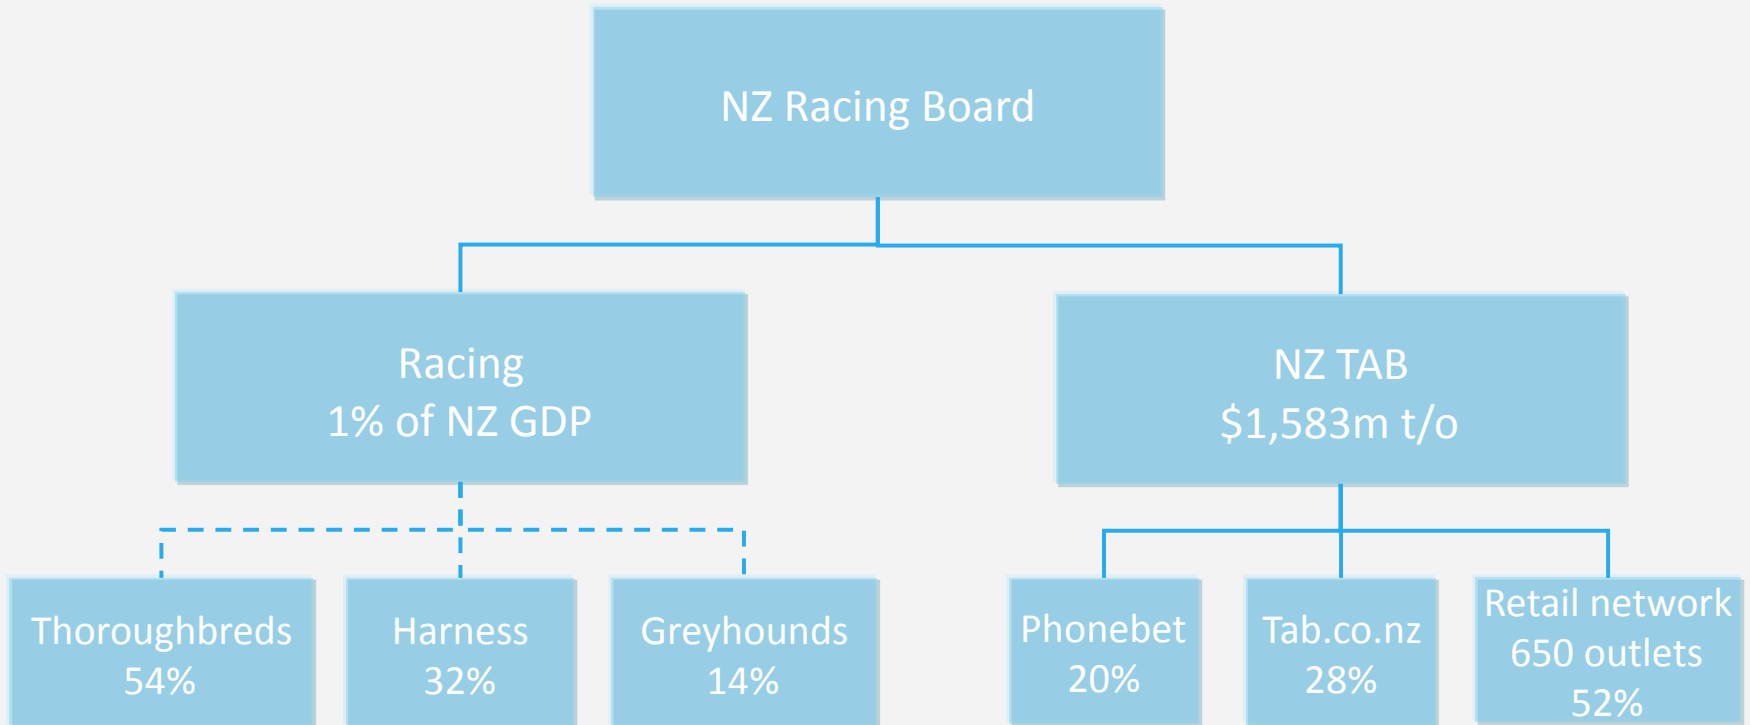 NZ Racing Board
Racing
1% of NZ GDP
NZ TAB
$1,583m t/o
Thoroughbreds
54%
Harness
32%
Greyhounds
14%
Phonebet
20%
Tab.co.nz
28%
Retail network
650 outlets
52%